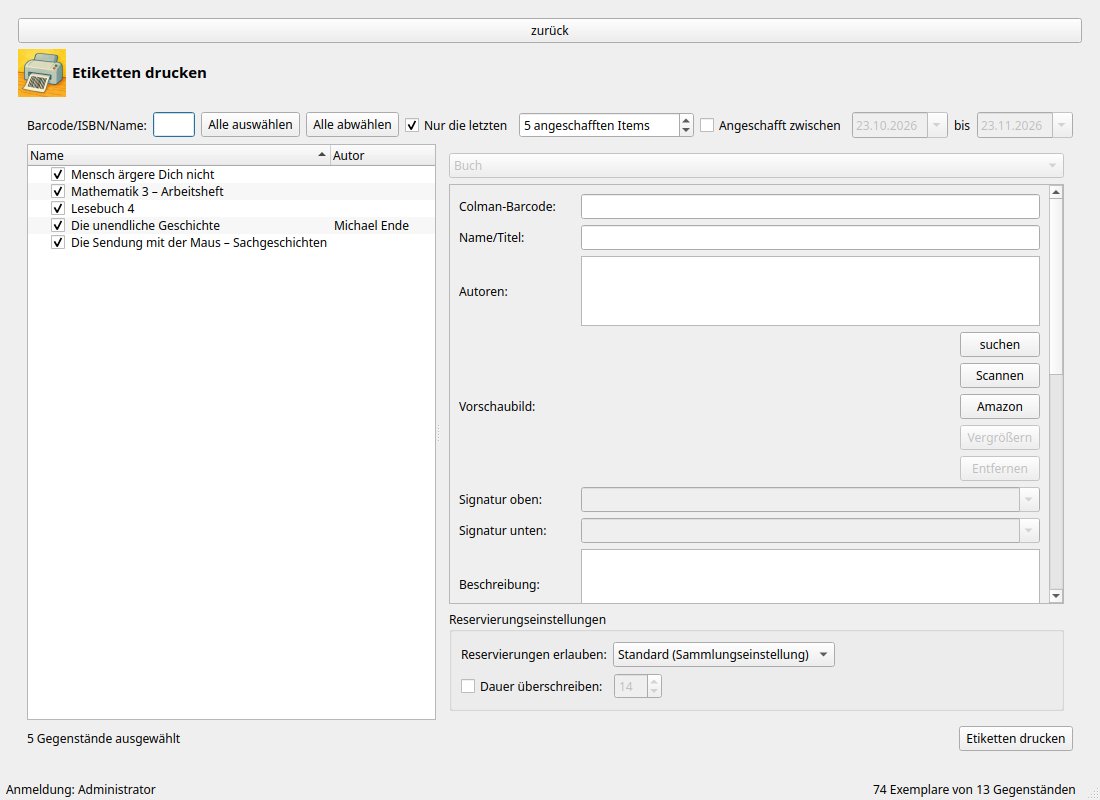 zurück
Etiketten drucken
Barcode/ISBN/Name: Alle auswählen Alle abwählen Nur die letzten 5 angeschafften Items Angeschafft zwischen 23.10.2026 bis 23.11.2026
Name Autor
Mensch ärgere Dich nicht
Mathematik 3 – Arbeitsheft
Lesebuch 4
Die unendliche Geschichte Michael Ende
Die Sendung mit der Maus – Sachgeschichten
Buch
Colman-Barcode:
Name/Titel:
Autoren:
suchen
Scannen
Vorschaubild: Amazon
Vergrößern
Entfernen
Signatur oben:
Signatur unten:
Beschreibung:
Reservierungseinstellungen
Reservierungen erlauben: Standard (Sammlungseinstellung)
Dauer überschreiben: 14
5 Gegenstände ausgewählt
Etiketten drucken
Anmeldung: Administrator
74 Exemplare von 13 Gegenständen